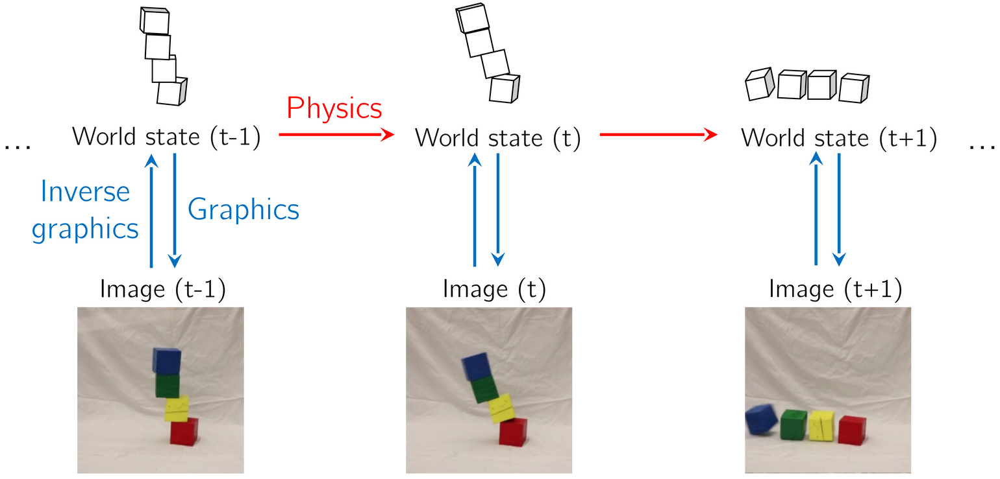 Physics
World state (t-1)
World state (t)
World state (t+1)
...
...
Inverse
graphics
Graphics
Image (t-1)
Image (t)
Image (t+1)